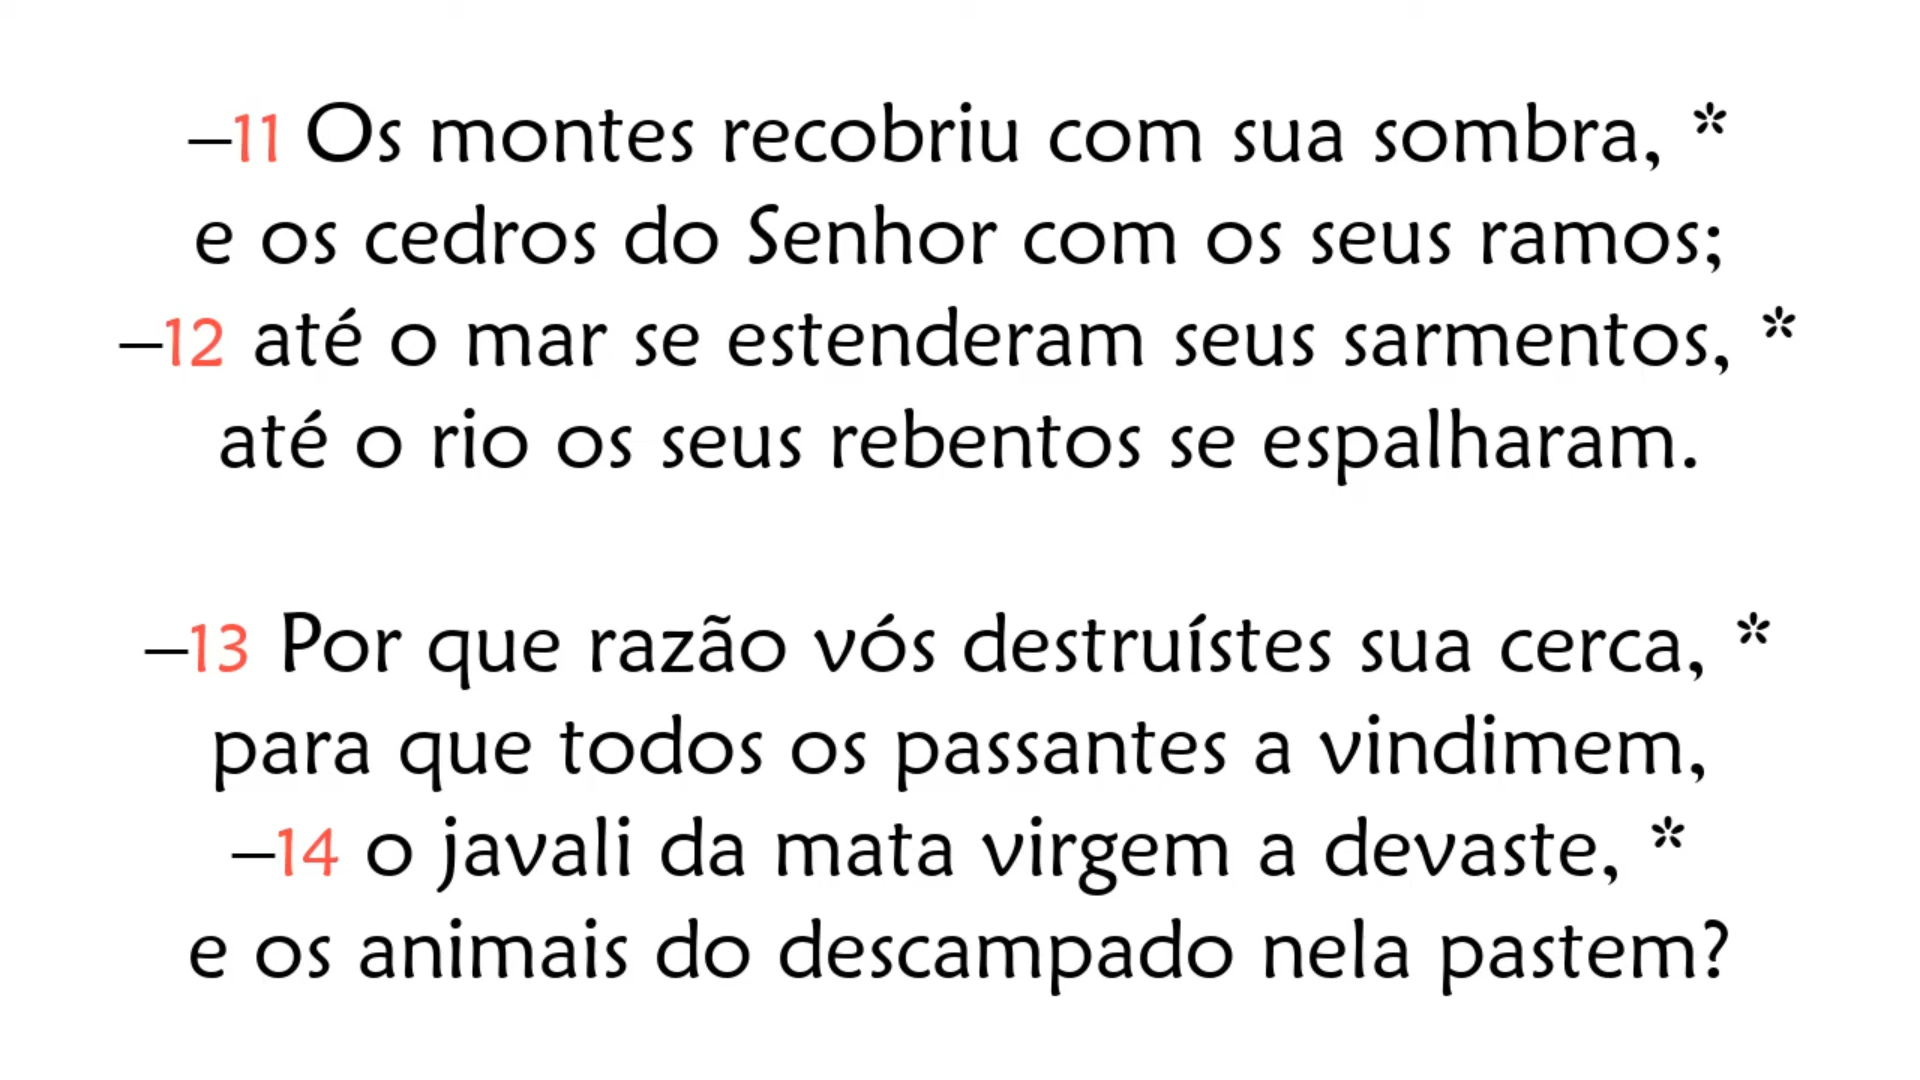 –11 Os montes recobriu com sua sombra, *
e os cedros do Senhor com os seus ramos;
–12 até o mar se estenderam seus sarmentos, *
até o rio os seus rebentos se espalharam.
–13 Por que razão vós destruístes sua cerca, *
para que todos os passantes a vindimem,
–14 o javali da mata virgem a devaste, *
e os animais do descampado nela pastem?